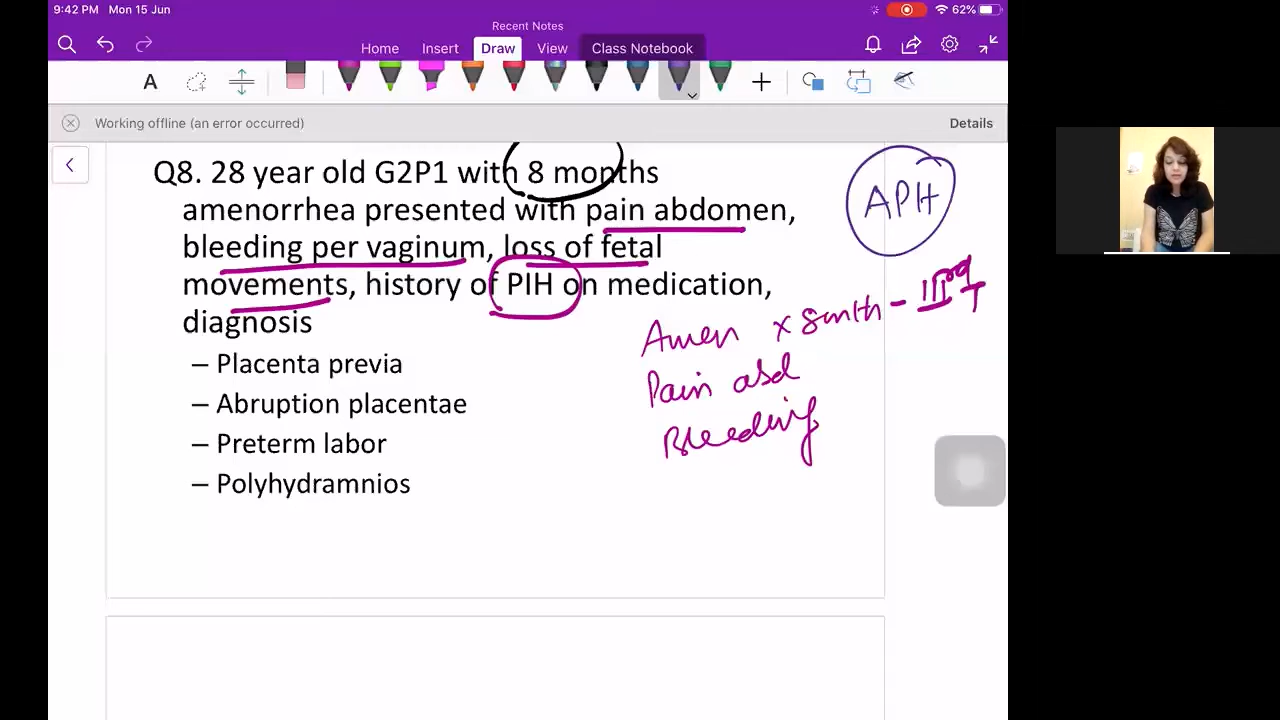 9:42 PM Mon 15 Jun
62%
Recent Notes
Home Insert Draw View Class Notebook
A
Working offline (an error occurred)
Details
Q8. 28 year old G2P1 with 8 months
amenorrhea presented with pain abdomen,
bleeding per vaginum, loss of fetal
movements, history of PIH on medication,
diagnosis
– Placenta previa
– Abruption placentae
– Preterm labor
– Polyhydramnios
APH
Amen x 8mth – IIIrd T
Pain abd
Bleeding